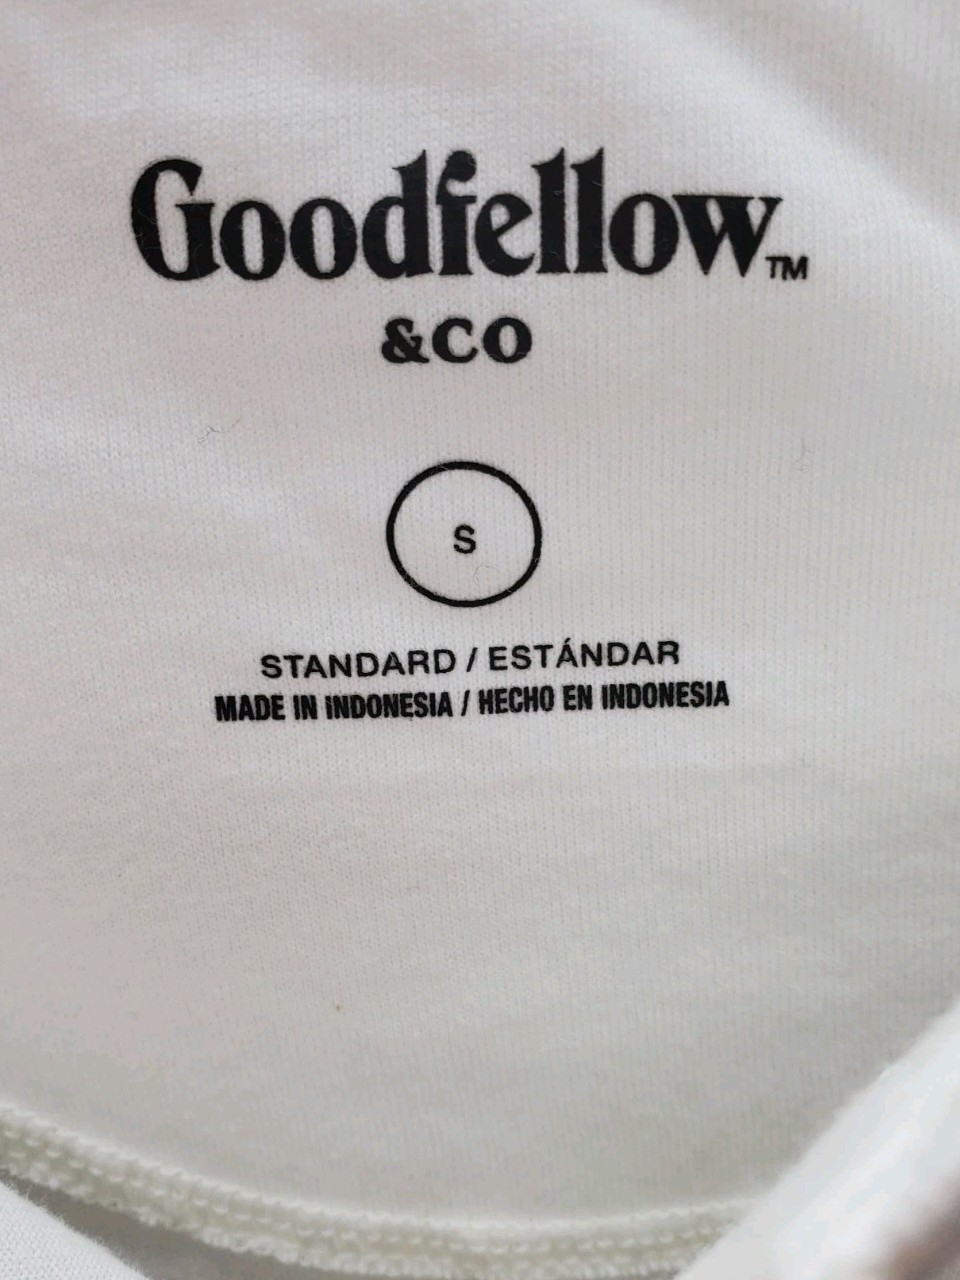 Goodfellow™
&CO
S
STANDARD / ESTÁNDAR
MADE IN INDONESIA / HECHO EN INDONESIA